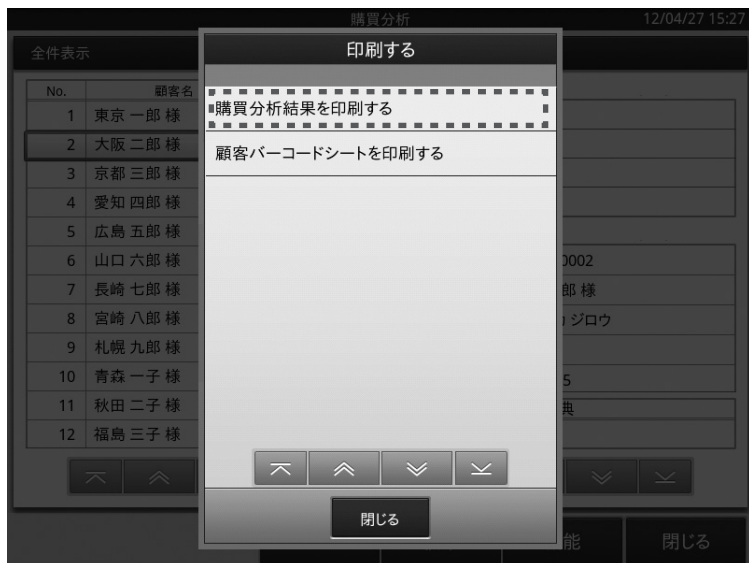 購買分析 12/04/27 15:27
全件表示
印刷する
購買分析結果を印刷する
顧客バーコードシートを印刷する
閉じる
No. 顧客名
1 東京 一郎 様
2 大阪 二郎 様
3 京都 三郎 様
4 愛知 四郎 様
5 広島 五郎 様
6 山口 六郎 様
7 長崎 七郎 様
8 宮崎 八郎 様
9 札幌 九郎 様
10 青森 一子 様
11 秋田 二子 様
12 福島 三子 様
0002
郎 様
ジロウ
5
典
能
閉じる